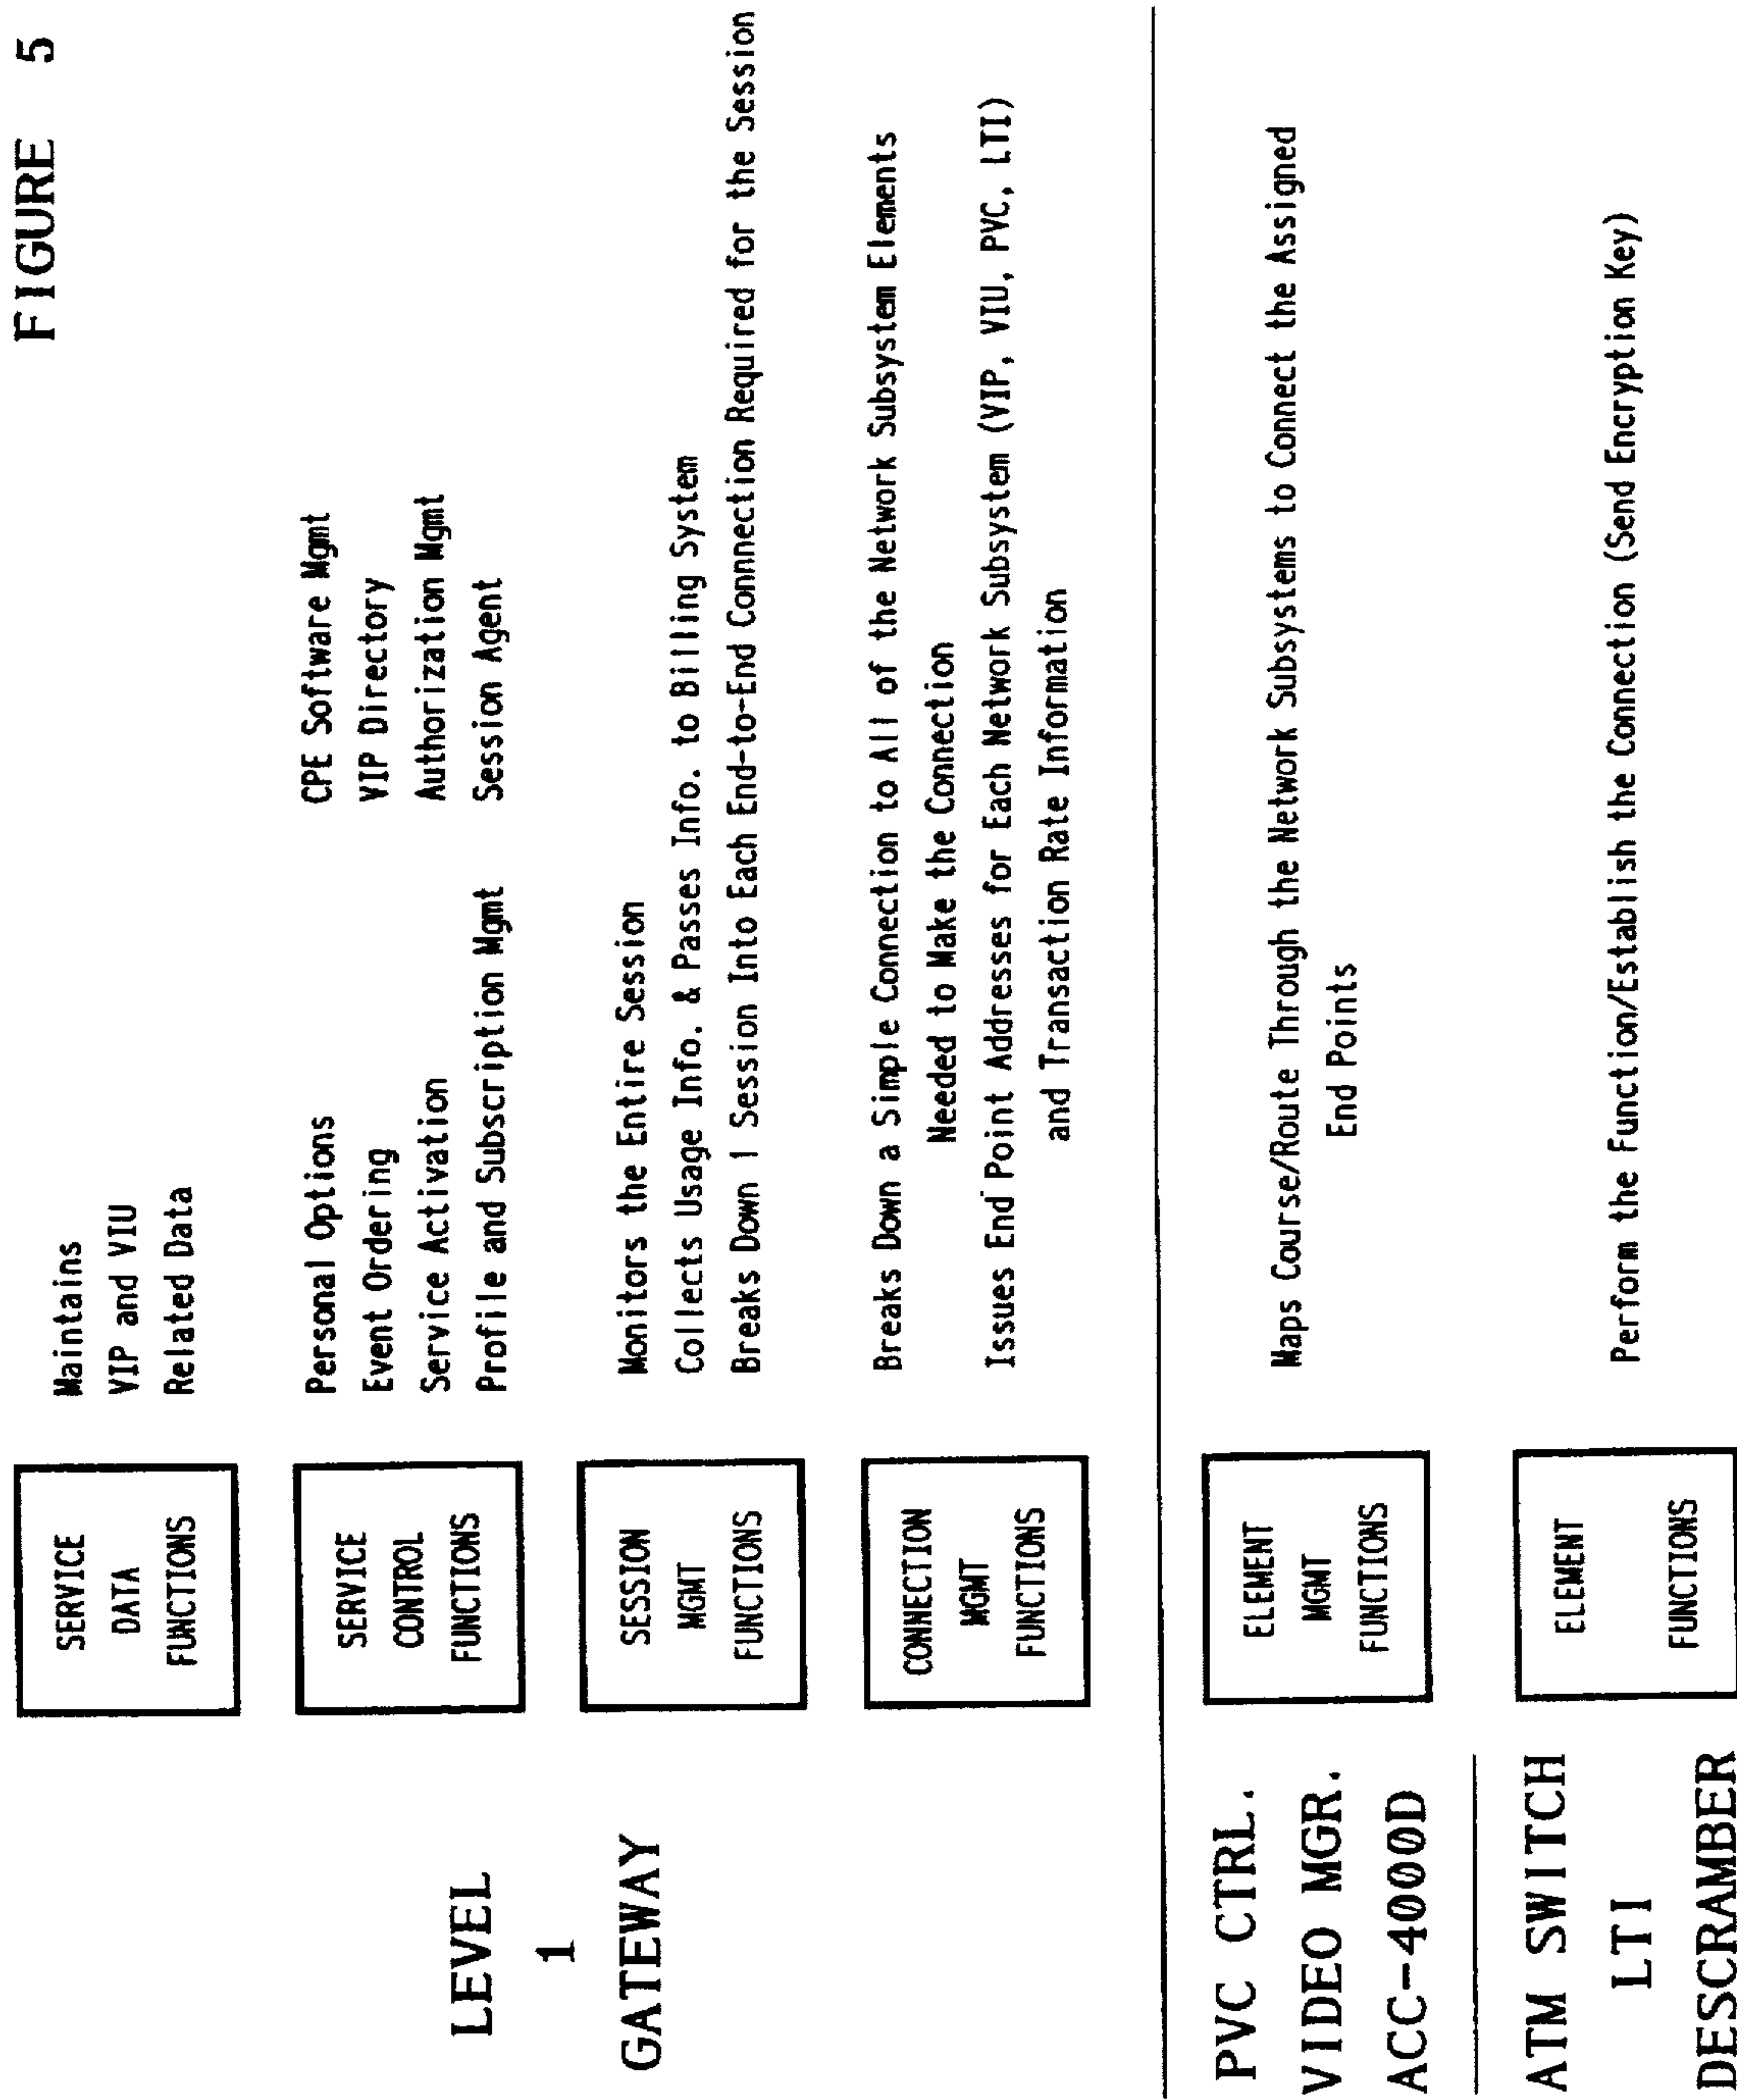 FIGURE 5
LEVEL
1
GATEWAY
SERVICE
DATA
FUNCTIONS
Maintains
VIP and VIU
Related Data
SERVICE
CONTROL
FUNCTIONS
Personal Options
Event Ordering
Service Activation
Profile and Subscription Mgmt
CPE Software Mgmt
VIP Directory
Authorization Mgmt
Session Agent
SESSION
MGMT
FUNCTIONS
Monitors the Entire Session
Collects Usage Info. & Passes Info. to Billing System
Breaks Down 1 Session Into Each End-to-End Connection Required for the Session
CONNECTION
MGMT
FUNCTIONS
Breaks Down a Simple Connection to All of the Network Subsystem Elements
Needed to Make the Connection
Issues End Point Addresses for Each Network Subsystem (VIP, VIU, PVC, LTI)
and Transaction Rate Information
PVC CTRL.
VIDEO MGR.
ACC-4000D
ELEMENT
MGMT
FUNCTIONS
Maps Course/Route Through the Network Subsystems to Connect the Assigned
End Points
ATM SWITCH
LTI
DESCRAMBER
ELEMENT
FUNCTIONS
Perform the Function/Establish the Connection (Send Encryption Key)